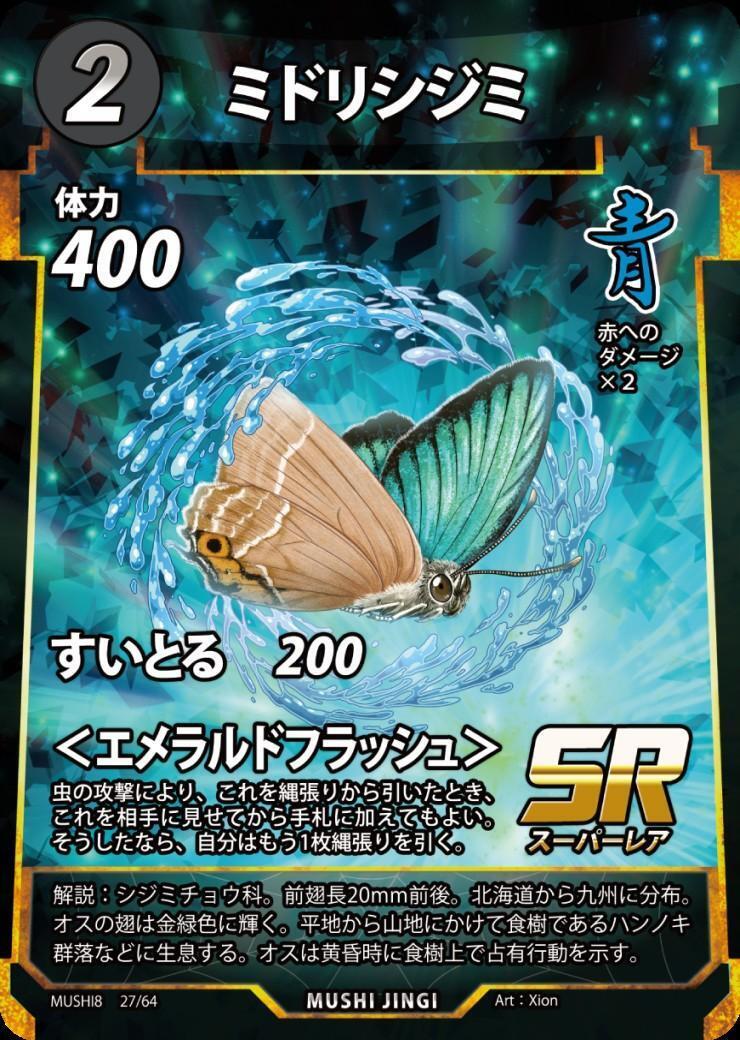 2
ミドリシジミ
体力
400
青
赤への
ダメージ
×2
すいとる 200
<エメラルドフラッシュ>
虫の攻撃により、これを縄張りから引いたとき、
これを相手に見せてから手札に加えてもよい。
そうしたなら、自分はもう1枚縄張りを引く。
SR
スーパーレア
解説：シジミチョウ科。前翅長20mm前後。北海道から九州に分布。
オスの翅は金緑色に輝く。平地から山地にかけて食樹であるハンノキ
群落などに生息する。オスは黄昏時に食樹上で占有行動を示す。
MUSHI8 27/64
MUSHI JINGI
Art：Xion